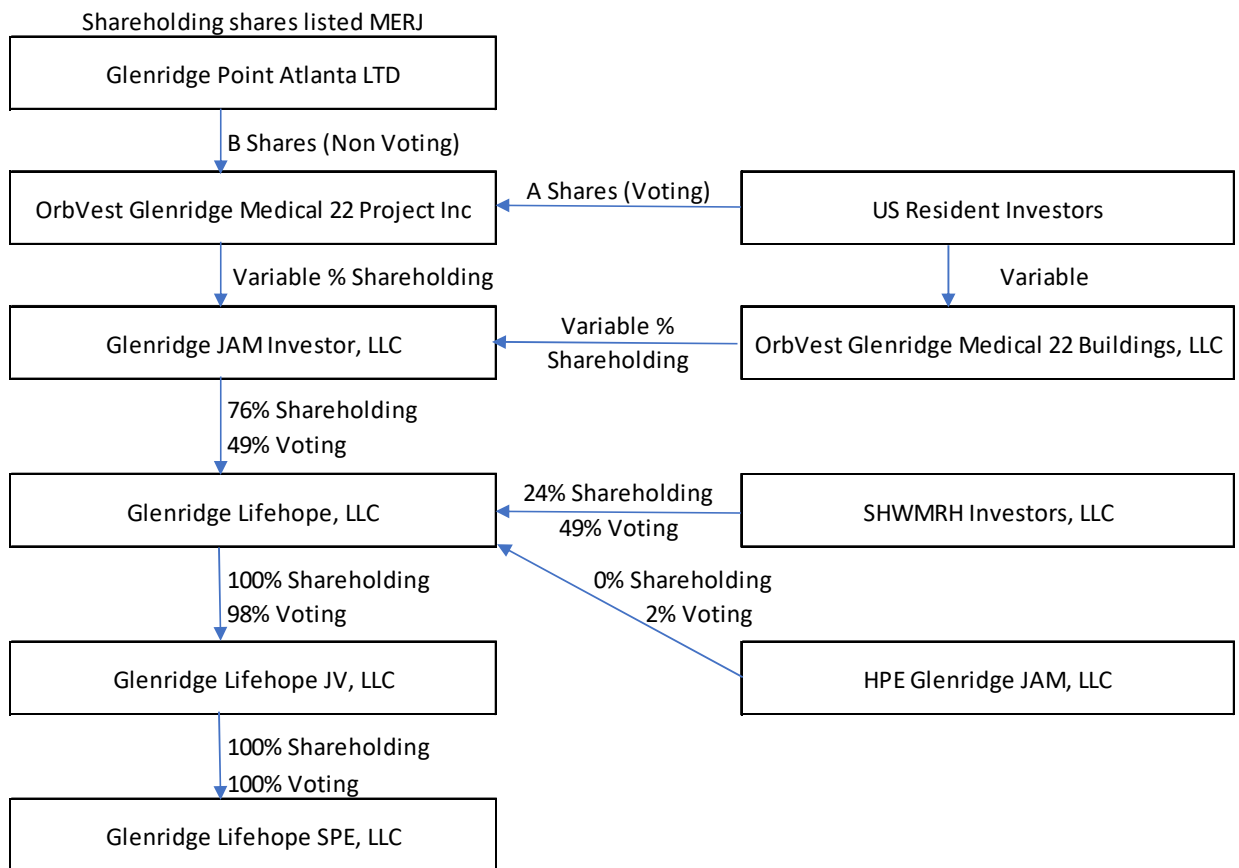 Shareholding shares listed MERJ
Glenridge Point Atlanta LTD
B Shares (Non Voting)
OrbVest Glenridge Medical 22 Project Inc
A Shares (Voting)
US Resident Investors
Variable % Shareholding
Variable
Glenridge JAM Investor, LLC
Variable %
Shareholding
OrbVest Glenridge Medical 22 Buildings, LLC
76% Shareholding
49% Voting
Glenridge Lifehope, LLC
24% Shareholding
49% Voting
SHWMRH Investors, LLC
100% Shareholding
98% Voting
0% Shareholding
2% Voting
Glenridge Lifehope JV, LLC
HPE Glenridge JAM, LLC
100% Shareholding
100% Voting
Glenridge Lifehope SPE, LLC